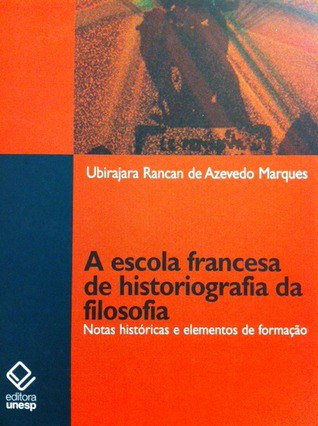 Ubirajara Rancan de Azevedo Marques
A escola francesa
de historiografia da
filosofia
Notas históricas e elementos de formação
editora
unesp